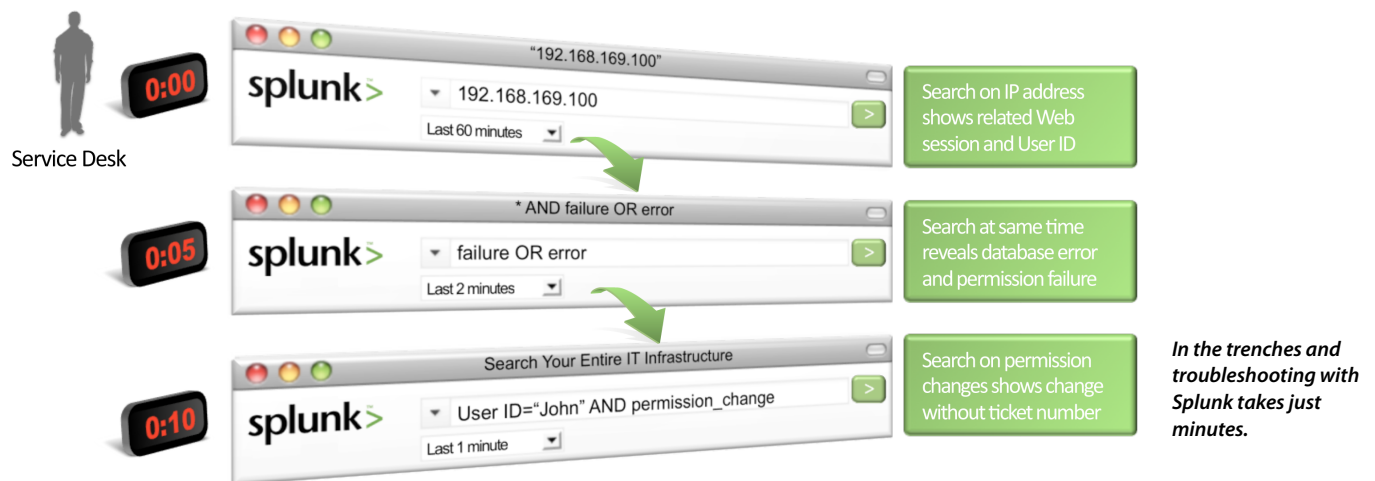 Service Desk
0:00
"192.168.169.100"
splunk>
192.168.169.100
>
Last 60 minutes
Search on IP address
shows related Web
session and User ID
0:05
* AND failure OR error
splunk>
failure OR error
>
Last 2 minutes
Search at same time
reveals database error
and permission failure
0:10
Search Your Entire IT Infrastructure
splunk>
User ID="John" AND permission_change
>
Last 1 minute
Search on permission
changes shows change
without ticket number
In the trenches and
troubleshooting with
Splunk takes just
minutes.